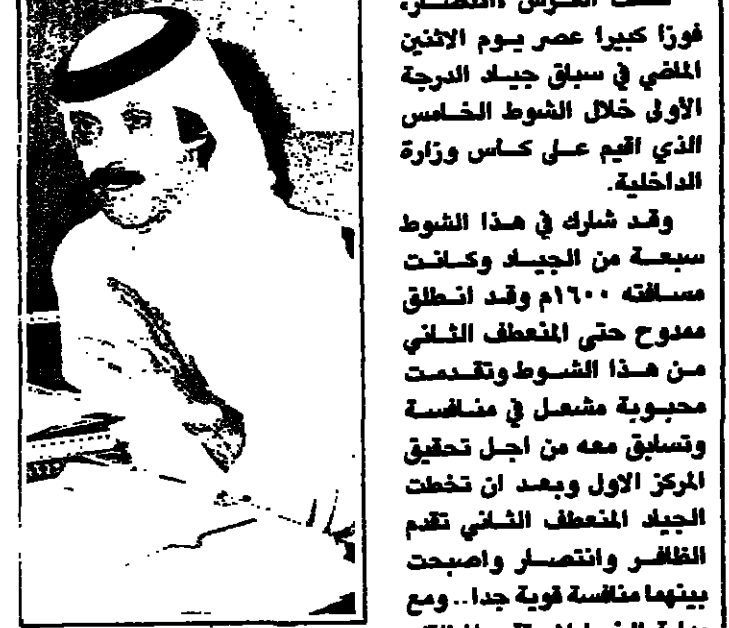 فوزا كبيرا عصر يوم الاثنين
الماضي في سباق جياد الدرجة
الأولى خلال الشوط الخامس
الذي اقيم على كاس وزارة
الداخلية.
وقد شارك في هذا الشوط
سبعة من الجياد وكانت
مسافته ١٦٠٠م وقد انطلق
ممدوح حتى المنعطف الثاني
من هذا الشوط وتقدمت
محبوبة مشعل في منافسة
وتسابق معه من اجل تحقيق
المركز الاول وبعد ان تخطت
الجياد المنعطف الثاني تقدم
الظافر وانتصار واصبحت
بينهما منافسة قوية جدا.. ومع